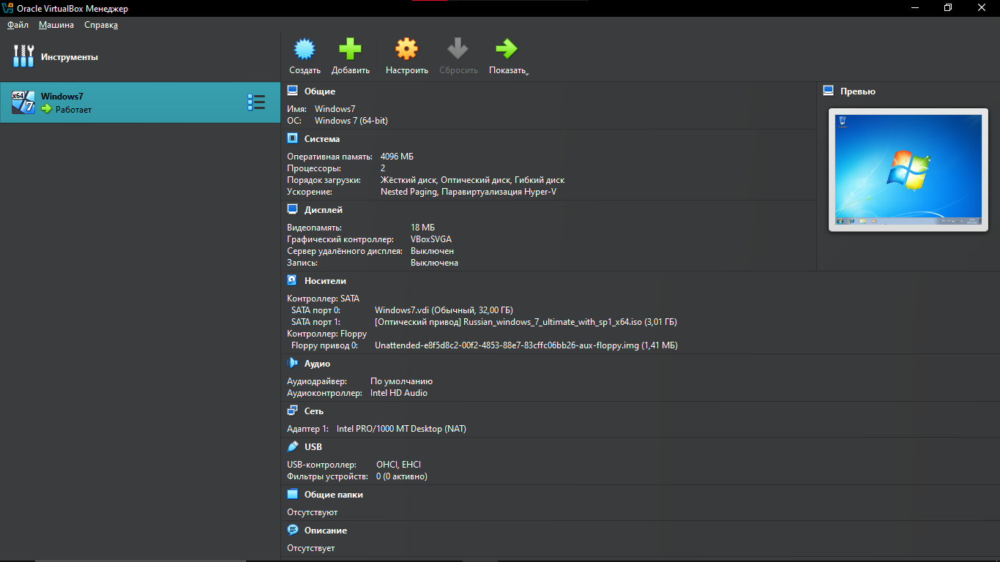 Oracle VirtualBox Менеджер
Файл Машина Справка
Инструменты
Создать Добавить Настроить Сбросить Показать
x64 7 Windows7
Работает
Общие
Имя: Windows7
ОС: Windows 7 (64-bit)
Превью
Система
Оперативная память: 4096 МБ
Процессоры: 2
Порядок загрузки: Жёсткий диск, Оптический диск, Гибкий диск
Ускорение: Nested Paging, Паравиртуализация Hyper-V
Дисплей
Видеопамять: 18 МБ
Графический контроллер: VBoxSVGA
Сервер удалённого дисплея: Выключен
Запись: Выключена
Носители
Контроллер: SATA
SATA порт 0: Windows7.vdi (Обычный, 32,00 ГБ)
SATA порт 1: [Оптический привод] Russian_windows_7_ultimate_with_sp1_x64.iso (3,01 ГБ)
Контроллер: Floppy
Floppy привод 0: Unattended-e8f5d8c2-00f2-4853-88e7-83cffc06bb26-aux-floppy.img (1,41 МБ)
Аудио
Аудиодрайвер: По умолчанию
Аудиоконтроллер: Intel HD Audio
Сеть
Адаптер 1: Intel PRO/1000 MT Desktop (NAT)
USB
USB-контроллер: OHCI, EHCI
Фильтры устройств: 0 (0 активно)
Общие папки
Отсутствуют
Описание
Отсутствует